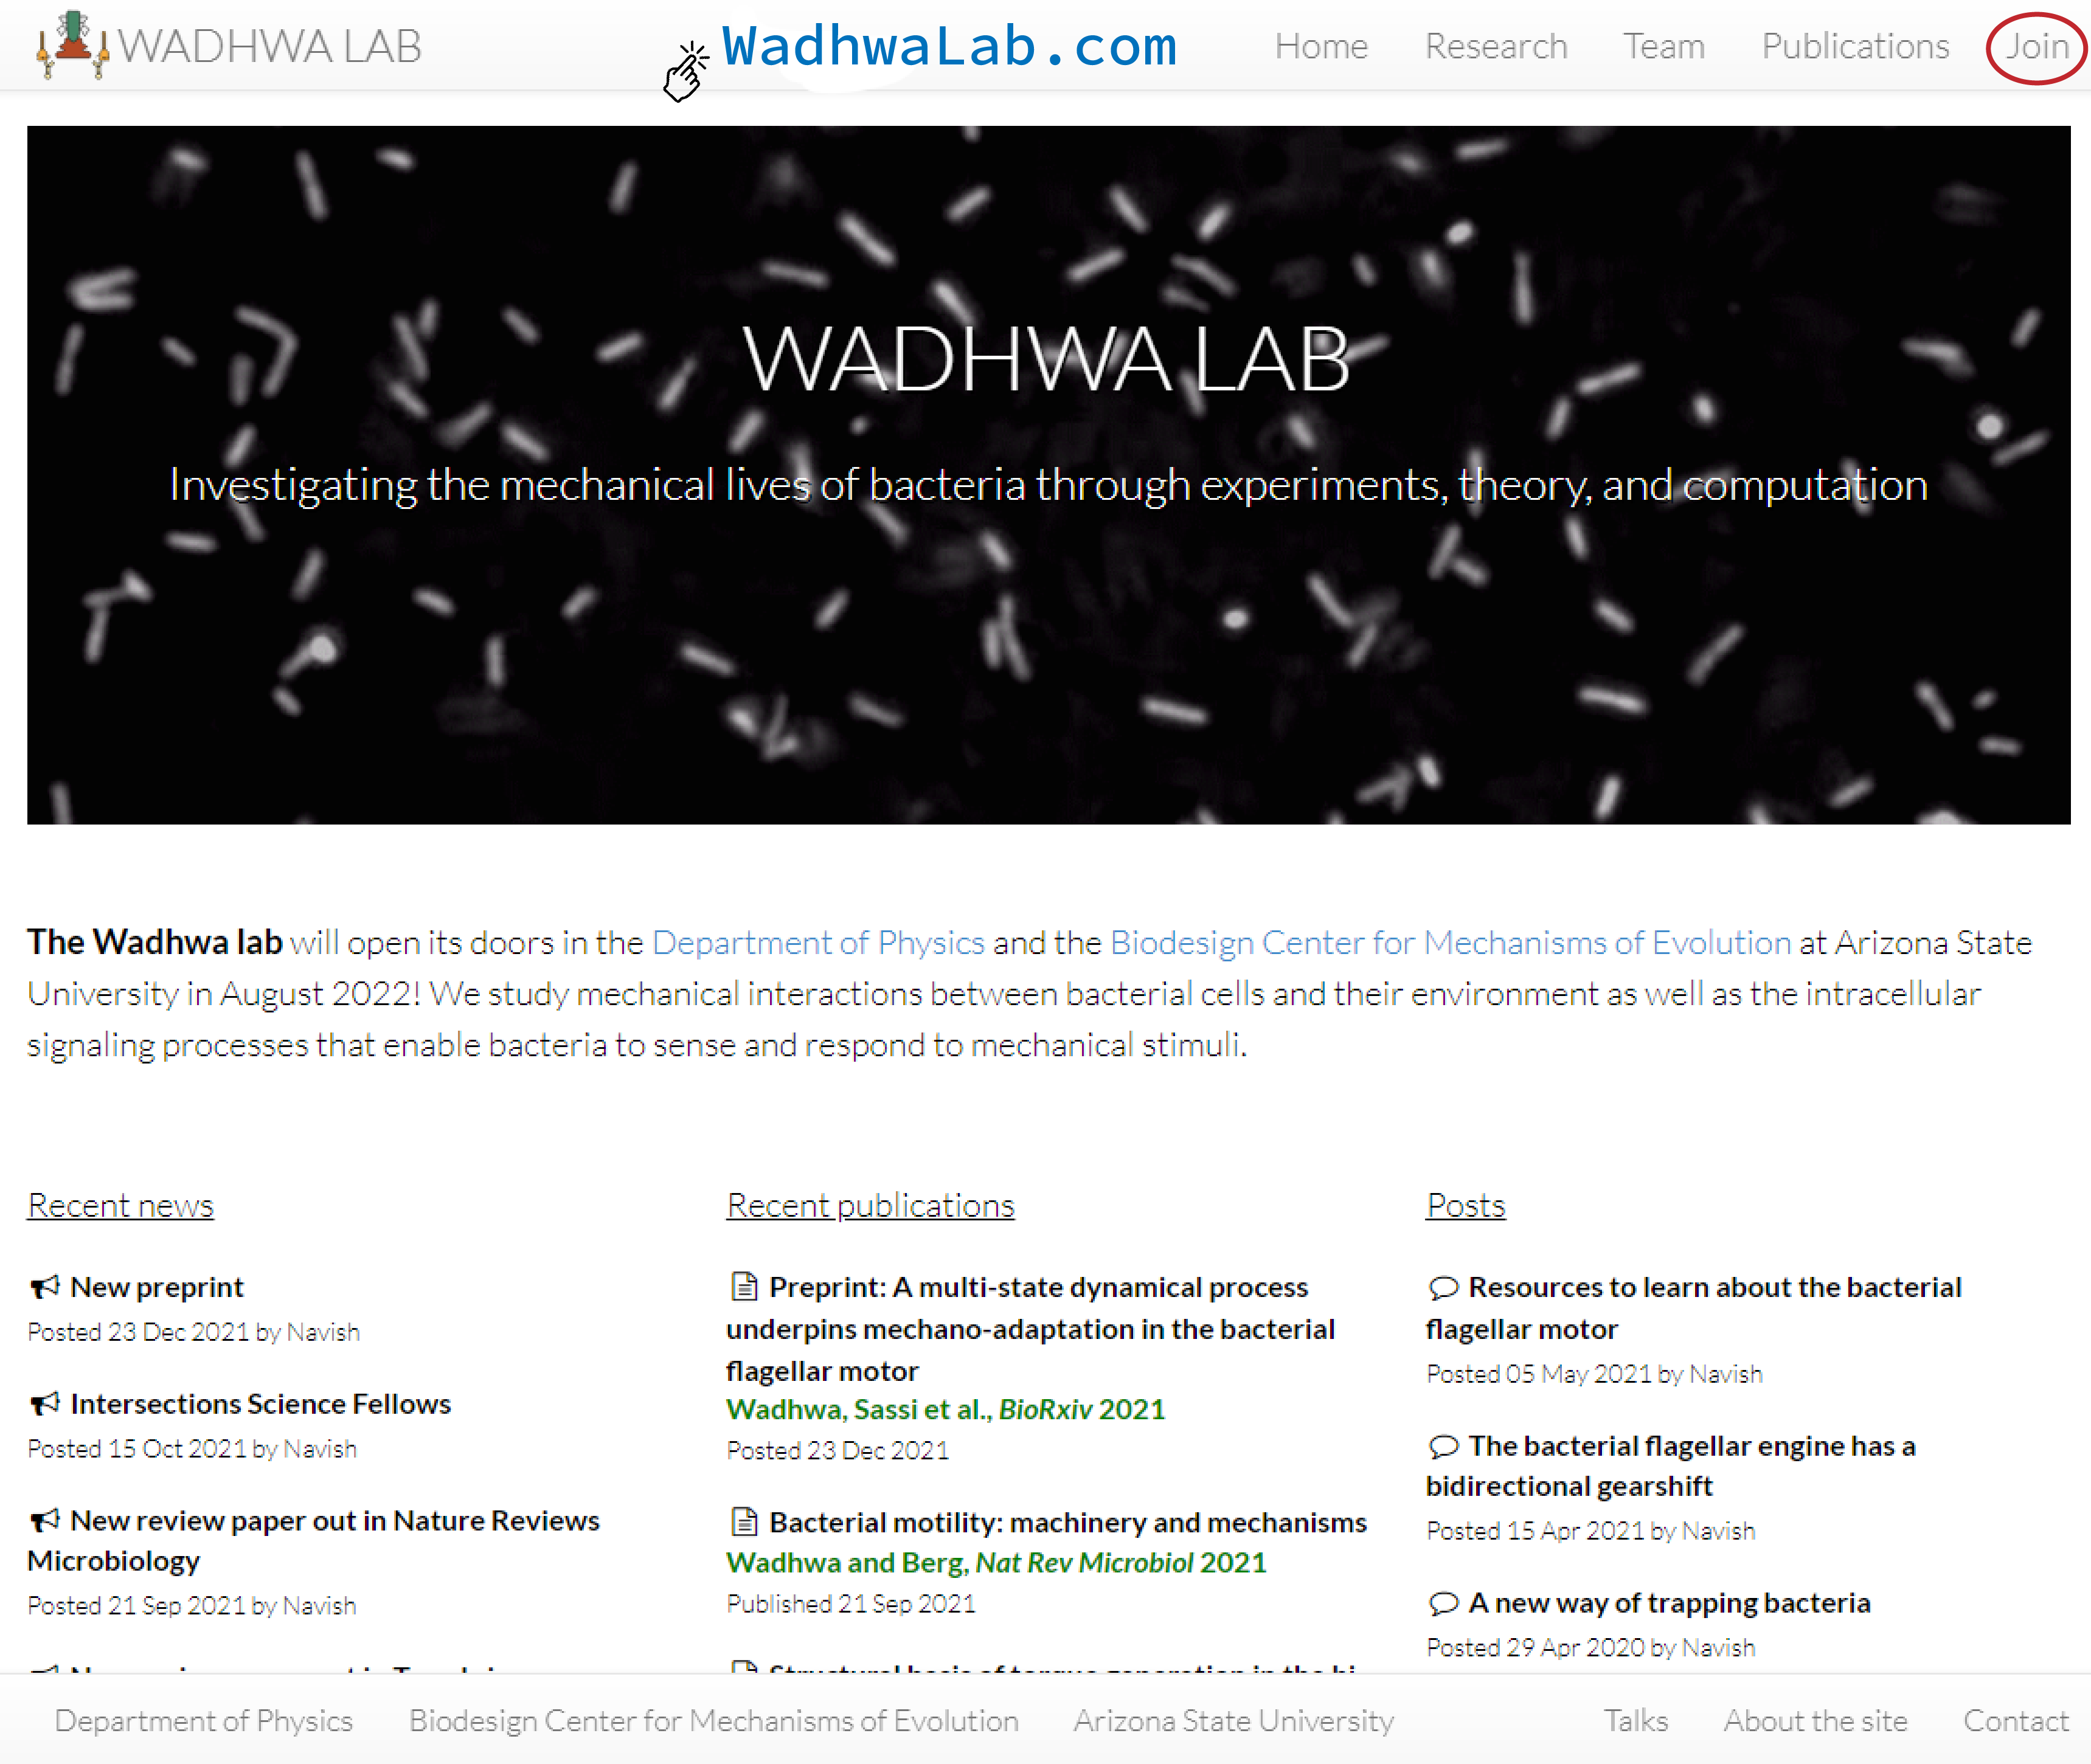 WADHWA LAB
WadhwaLab.com
Home Research Team Publications Join
WADHWA LAB
Investigating the mechanical lives of bacteria through experiments, theory, and computation
The Wadhwa lab will open its doors in the Department of Physics and the Biodesign Center for Mechanisms of Evolution at Arizona State
University in August 2022! We study mechanical interactions between bacterial cells and their environment as well as the intracellular
signaling processes that enable bacteria to sense and respond to mechanical stimuli.
Recent news
New preprint
Posted 23 Dec 2021 by Navish
Intersections Science Fellows
Posted 15 Oct 2021 by Navish
New review paper out in Nature Reviews
Microbiology
Posted 21 Sep 2021 by Navish
Recent publications
Preprint: A multi-state dynamical process
underpins mechano-adaptation in the bacterial
flagellar motor
Wadhwa, Sassi et al., BioRxiv 2021
Posted 23 Dec 2021
Bacterial motility: machinery and mechanisms
Wadhwa and Berg, Nat Rev Microbiol 2021
Published 21 Sep 2021
Structural basis of torque generation in the bi
Posts
Resources to learn about the bacterial
flagellar motor
Posted 05 May 2021 by Navish
The bacterial flagellar engine has a
bidirectional gearshift
Posted 15 Apr 2021 by Navish
A new way of trapping bacteria
Posted 29 Apr 2020 by Navish
Department of Physics Biodesign Center for Mechanisms of Evolution Arizona State University Talks About the site Contact